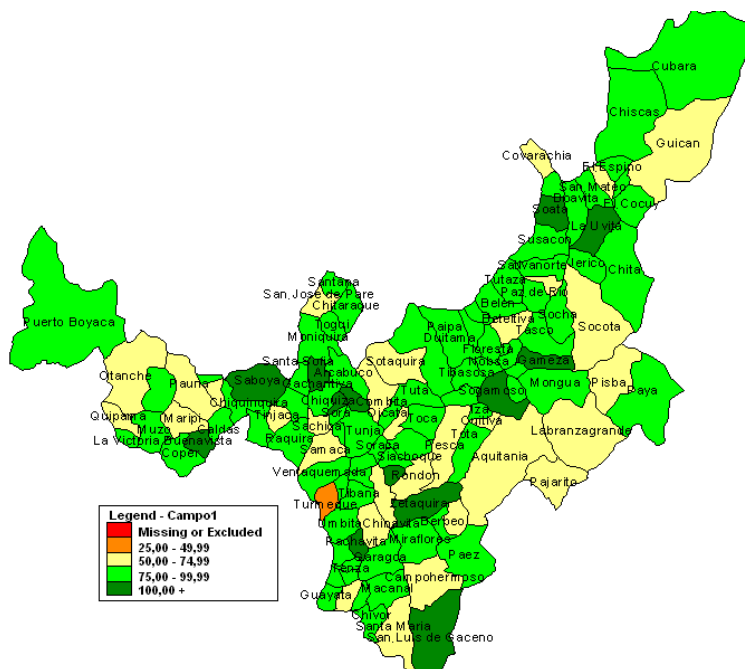 Cubara
Chiscas
Guican
Covarachia
El Espino
San Mateo
Boavita
El Cocuy
Soata
La Uvita
Susacon
Jerico
Chita
Sativanorte
Tutaza
Paz de Rio
Belen
Socha
Socota
Tasco
Santana
San Jose de Pare
Chitaraque
Togui
Moniquira
Puerto Boyaca
Paipa
Duitama
Floresta
Nobsa
Gameza
Tibasosa
Sotaquira
Santa Sofia
Arcabuco
Gachantiva
Saboya
Otanche
Pauna
Chiquinquira
Tinjaca
Chiquiza
Combita
Sora
Oicata
Tuta
Toca
Sogamoso
Mongua
Pisba
Paya
Iza
Cuitiva
Tota
Pesca
Labranzagrande
Aquitania
Pajarito
Quipama
Muzo
Maripi
Caldas
La Victoria
Buenavista
Coper
Raquira
Sachica
Samaca
Tunja
Soraca
Siachoque
Rondon
Ventaquemada
Tibana
Turmeque
Zetaquira
Umbita
Chinavita
Berbeo
Pachavita
Miraflores
Garagoa
Paez
Tenza
Campohermoso
Macanal
Guayata
Chivor
Santa Maria
San Luis de Gaceno
Legend - Campo1
Missing or Excluded
25,00 - 49,99
50,00 - 74,99
75,00 - 99,99
100,00 +